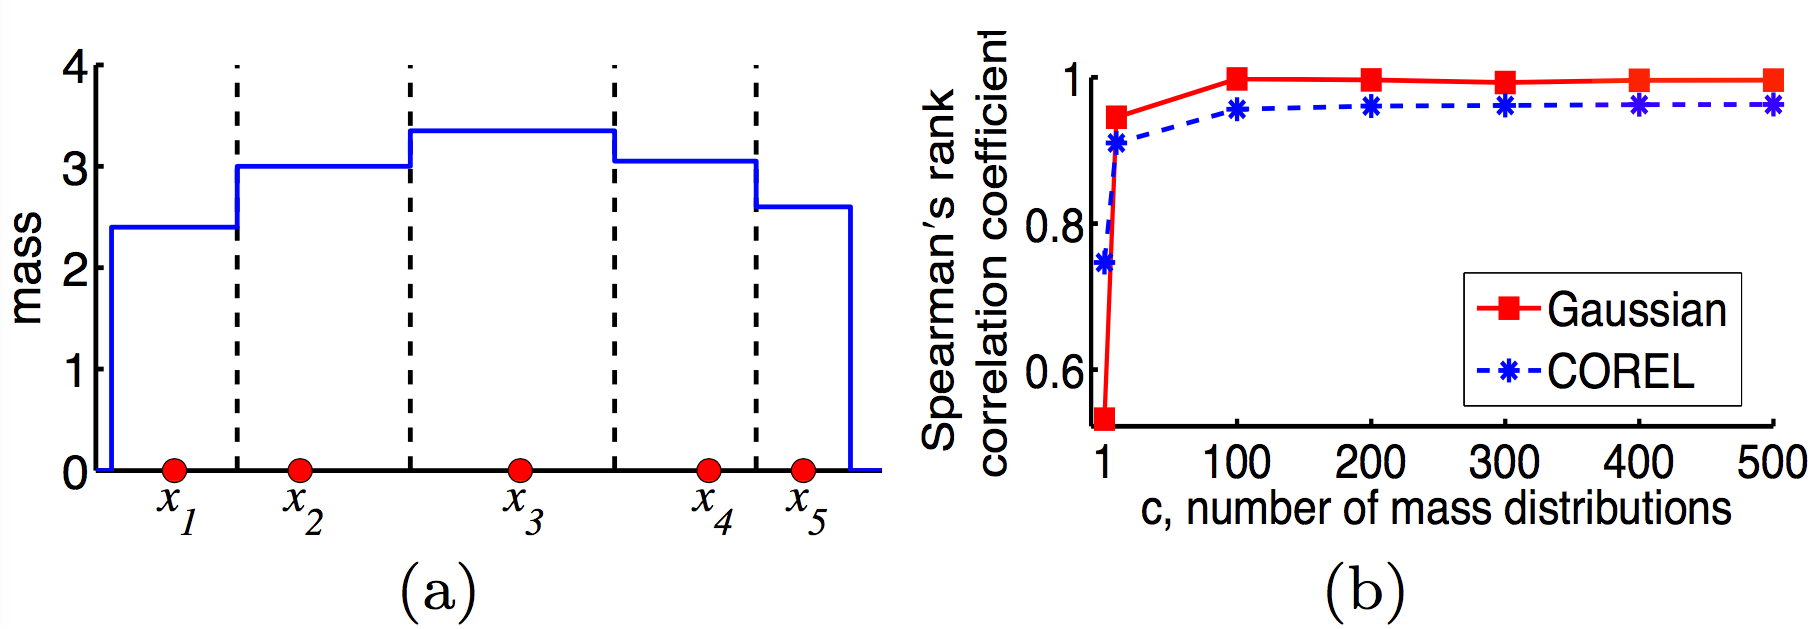 4
3
2
1
0
mass
x1
x2
x3
x4
x5
(a)
Spearman's rank
correlation coefficient
1
0.8
0.6
Gaussian
COREL
1 100 200 300 400 500
c, number of mass distributions
(b)